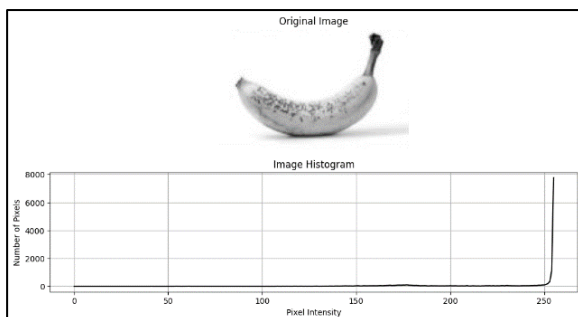 Original Image
Image Histogram
8000
6000
4000
2000
0
Number of Pixels
0 50 100 150 200 250
Pixel Intensity